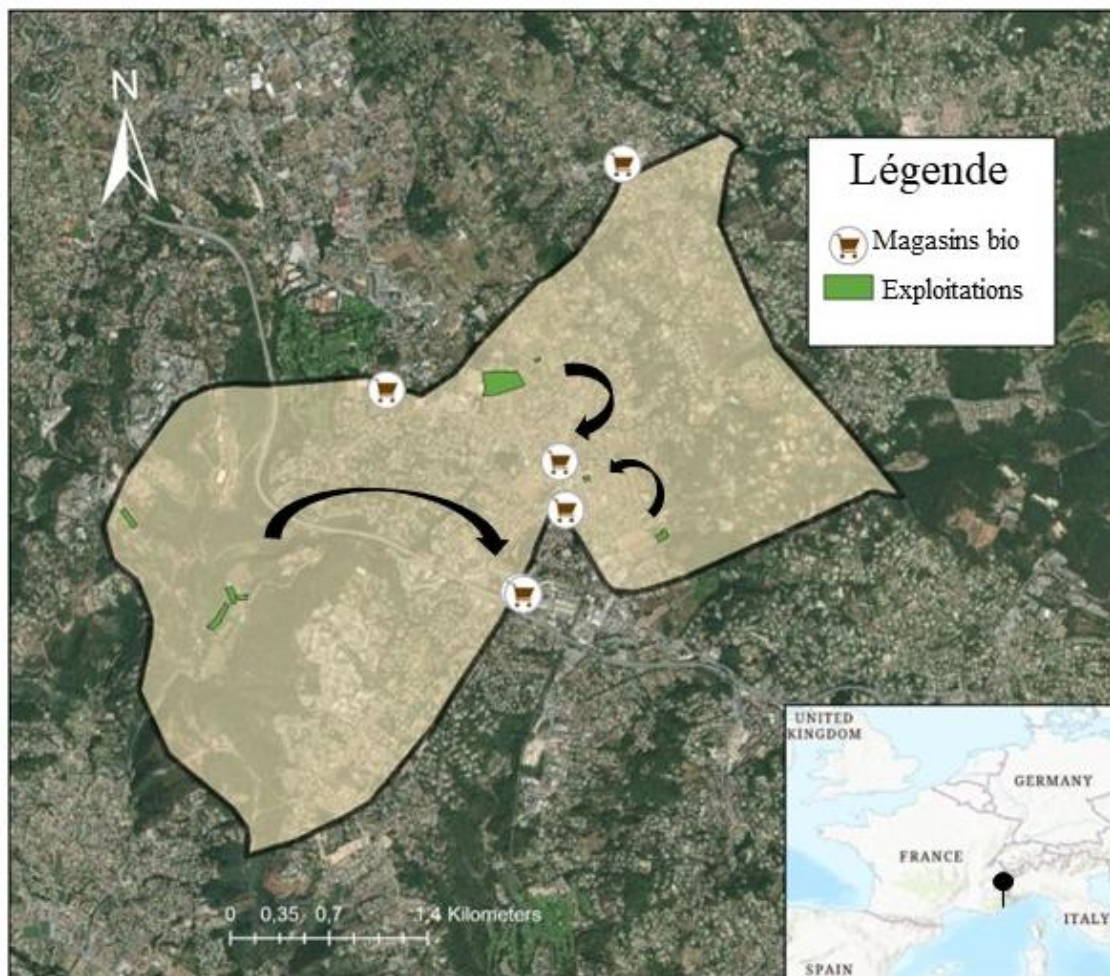 N
Légende
Magasins bio
Exploitations
0 0,35 0,7 1,4 Kilometers
UNITED
KINGDOM
GERMANY
FRANCE
ITALY
SPAIN